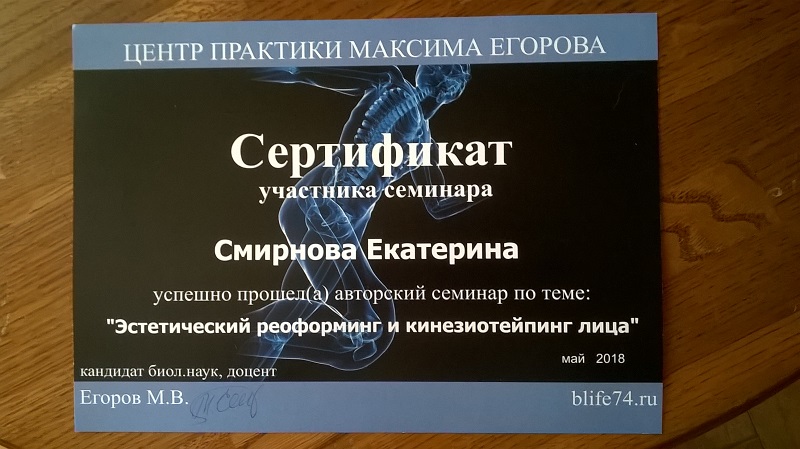 ЦЕНТР ПРАКТИКИ МАКСИМА ЕГОРОВА
Сертификат
участника семинара
Смирнова Екатерина
успешно прошел(а) авторский семинар по теме:
"Эстетический реоформинг и кинезиотейпинг лица"
май 2018
кандидат биол.наук, доцент
Егоров М.В.
blife74.ru